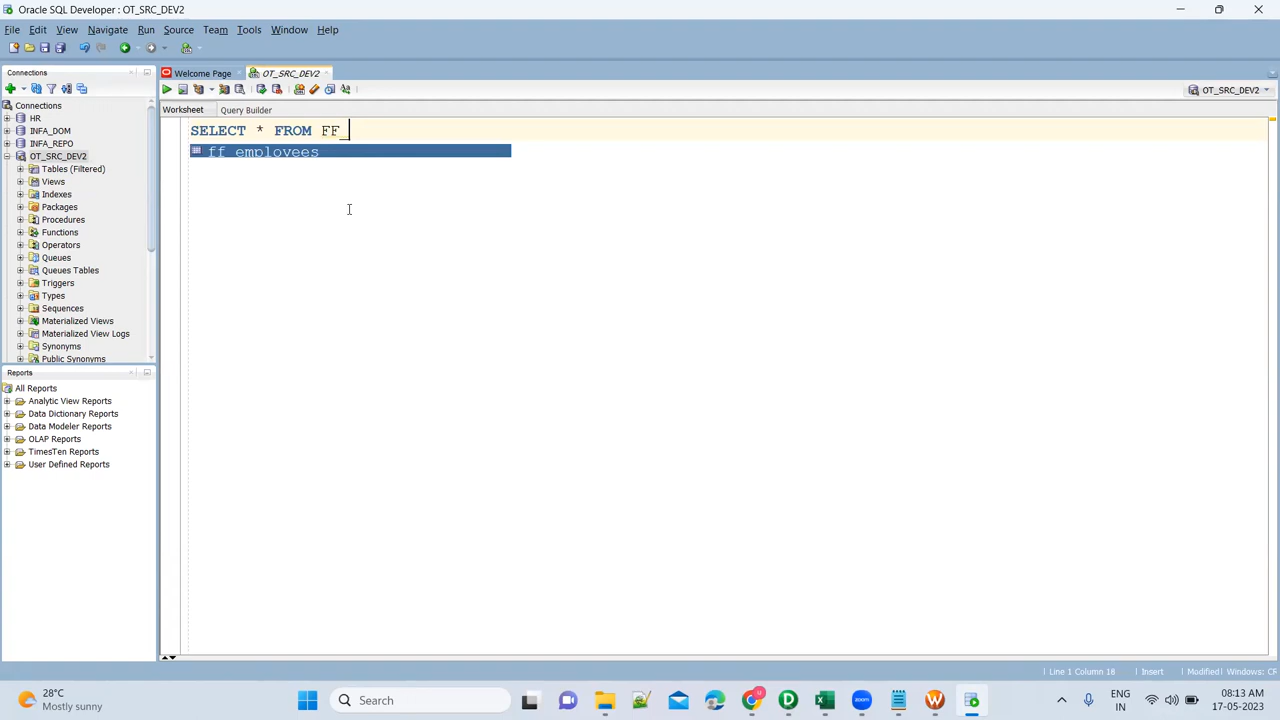 Oracle SQL Developer : OT_SRC_DEV2
File Edit View Navigate Run Source Team Tools Window Help
Connections
Welcome Page
OT_SRC_DEV2
OT_SRC_DEV2
Worksheet
Query Builder
Connections
HR
INFA_DOM
INFA_REPO
OT_SRC_DEV2
Tables (Filtered)
Views
Indexes
Packages
Procedures
Functions
Operators
Queues
Queues Tables
Triggers
Types
Sequences
Materialized Views
Materialized View Logs
Synonyms
Public Synonyms
SELECT * FROM FF_
ff_employees
Reports
All Reports
Analytic View Reports
Data Dictionary Reports
Data Modeler Reports
OLAP Reports
TimesTen Reports
User Defined Reports
Line 1 Column 18
Insert
Modified
Windows: CF
28°C
Mostly sunny
Search
ENG
IN
08:13 AM
17-05-2023